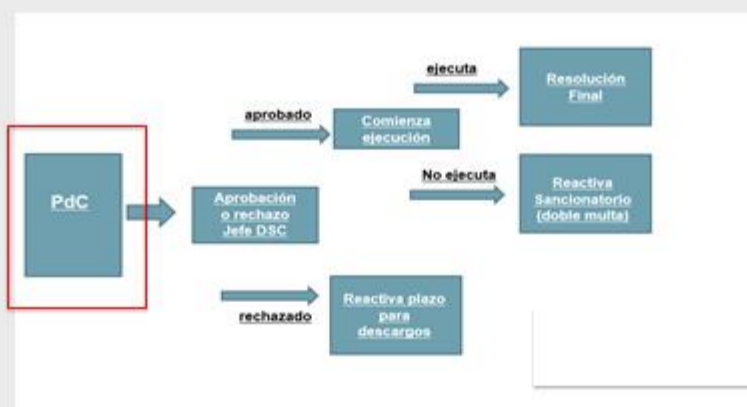 ejecuta
Resolución
Final
aprobado
Comienza
ejecución
No ejecuta
Reactiva
Sancionatorio
(doble multa)
PdC
Aprobación
o rechazo
Jefe DSC
Reactiva plazo
para
descargos
rechazado